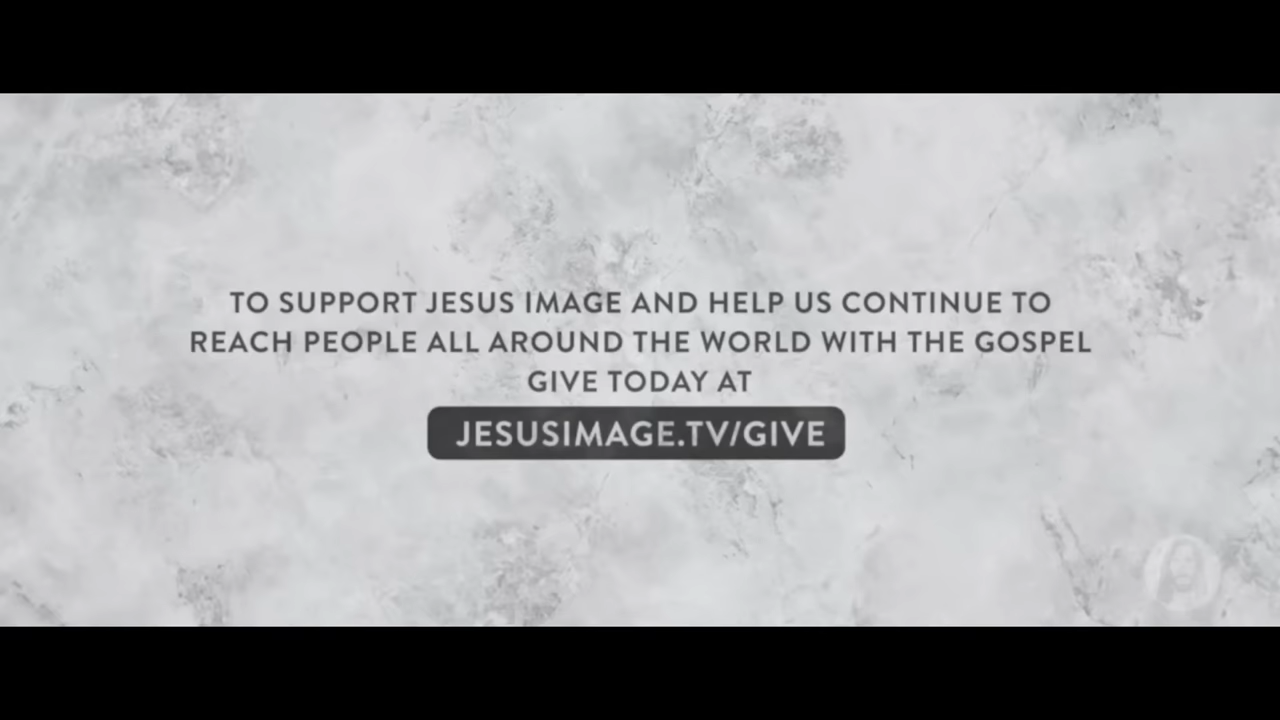 TO SUPPORT JESUS IMAGE AND HELP US CONTINUE TO
REACH PEOPLE ALL AROUND THE WORLD WITH THE GOSPEL
GIVE TODAY AT
JESUSIMAGE.TV/GIVE